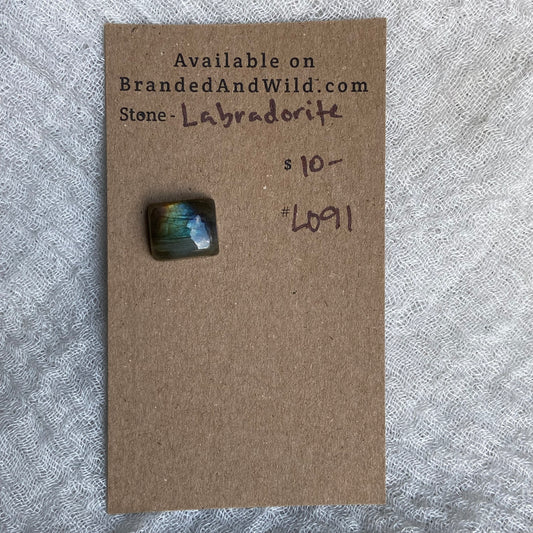 Available on
BrandedAndWild.com
Stone - Labradorite
$ 10-
# L091